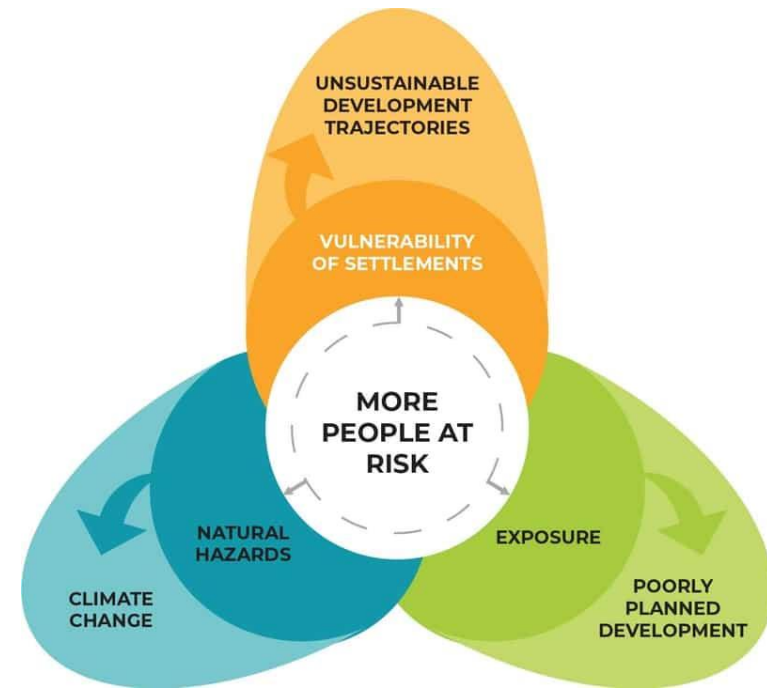 UNSUSTAINABLE
DEVELOPMENT
TRAJECTORIES
VULNERABILITY
OF SETTLEMENTS
MORE
PEOPLE AT
RISK
NATURAL
HAZARDS
CLIMATE
CHANGE
EXPOSURE
POORLY
PLANNED
DEVELOPMENT